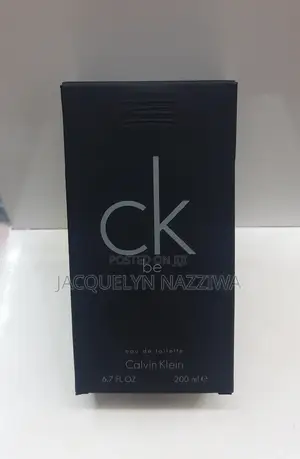 ck
POSTED ON JIJI
be
JACQUELYN NAZZIWA
eau de toilette
Calvin Klein
6.7 FL OZ 200 ml e